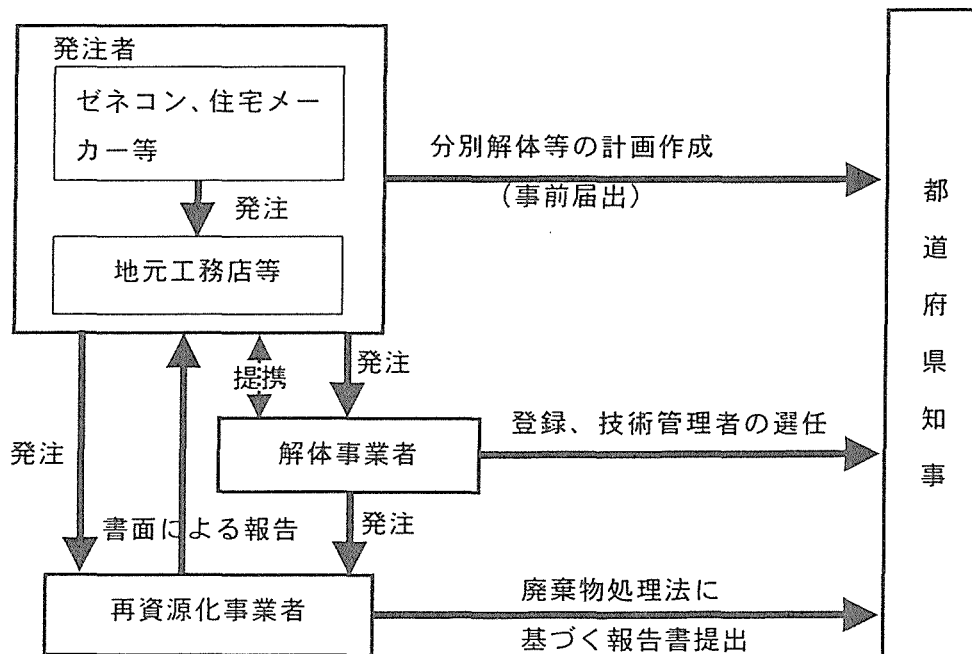 発注者
ゼネコン、住宅メー
カー等
発注
地元工務店等
分別解体等の計画作成
(事前届出)
都道府県知事
提携
発注
発注
解体事業者
登録、技術管理者の選任
書面による報告
発注
再資源化事業者
廃棄物処理法に
基づく報告書提出